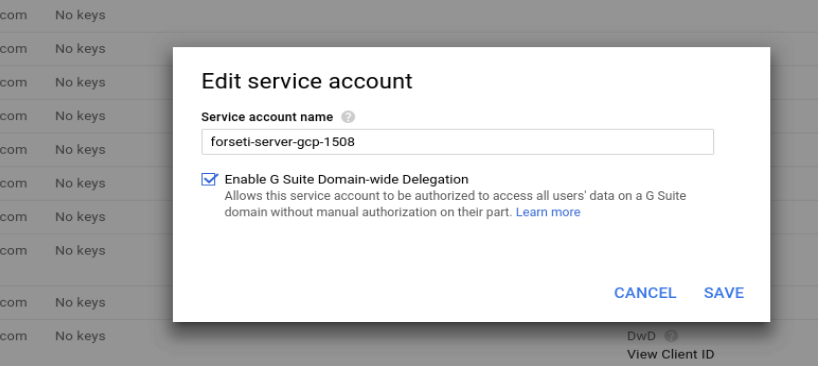 com No keys
com No keys
Edit service account
com No keys
Service account name ?
com No keys
forseti-server-gcp-1508
com No keys
Enable G Suite Domain-wide Delegation
com No keys
Allows this service account to be authorized to access all users' data on a G Suite
domain without manual authorization on their part. Learn more
com No keys
com No keys
CANCEL SAVE
com No keys
com No keys
DwD ?
View Client ID